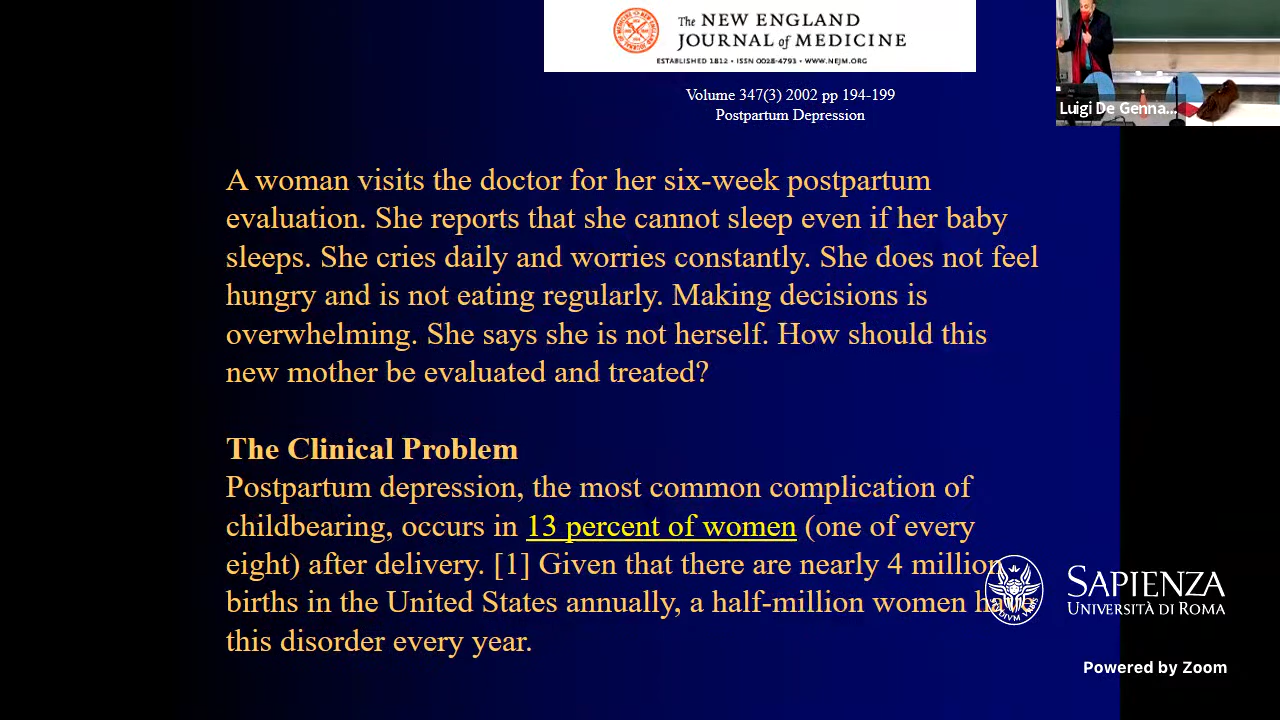 The NEW ENGLAND
JOURNAL of MEDICINE
ESTABLISHED 1812 • ISSN 0028-4793 • WWW.NEJM.ORG
Volume 347(3) 2002 pp 194-199
Postpartum Depression
Luigi De Genna...
A woman visits the doctor for her six-week postpartum
evaluation. She reports that she cannot sleep even if her baby
sleeps. She cries daily and worries constantly. She does not feel
hungry and is not eating regularly. Making decisions is
overwhelming. She says she is not herself. How should this
new mother be evaluated and treated?
The Clinical Problem
Postpartum depression, the most common complication of
childbearing, occurs in 13 percent of women (one of every
eight) after delivery. [1] Given that there are nearly 4 million
births in the United States annually, a half-million women
this disorder every year.
SAPIENZA
UNIVERSITÀ DI ROMA
Powered by Zoom